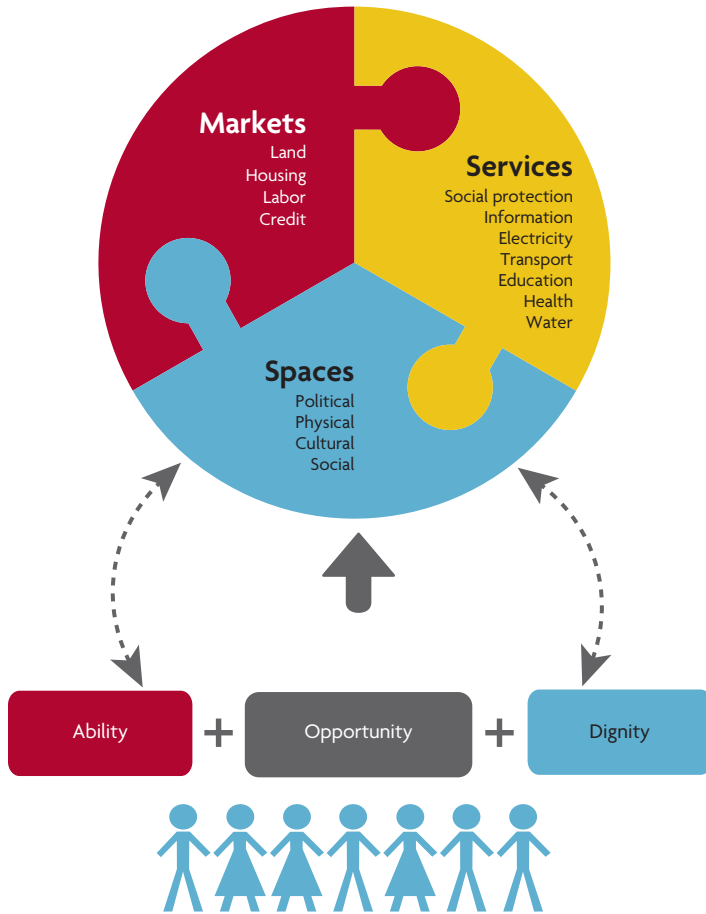 Markets
Land
Housing
Labor
Credit
Services
Social protection
Information
Electricity
Transport
Education
Health
Water
Spaces
Political
Physical
Cultural
Social
Ability + Opportunity + Dignity